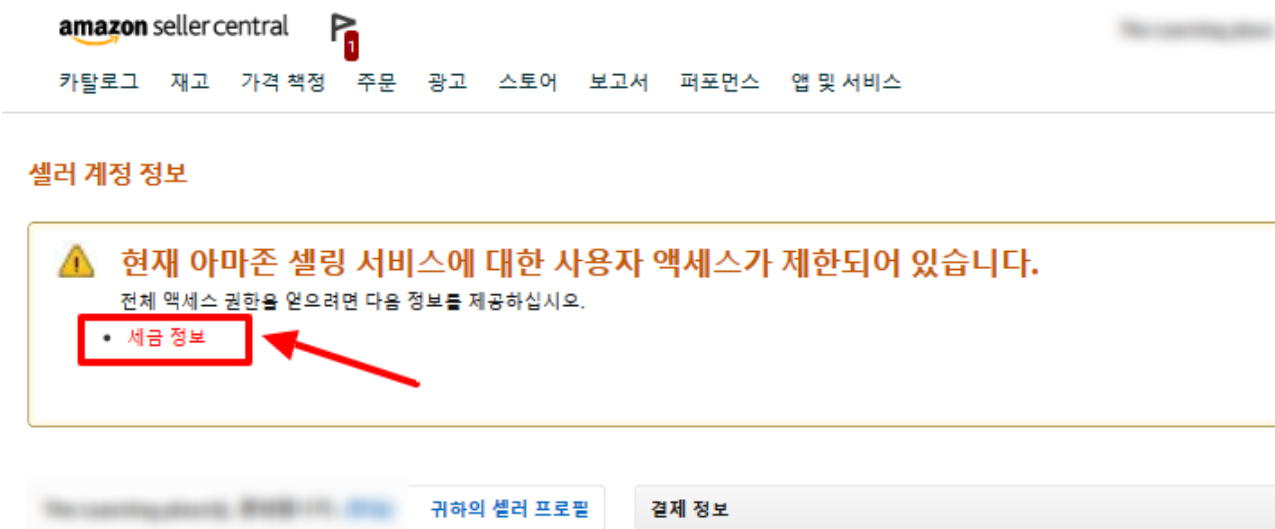 amazon seller central
1
카탈로그 재고 가격 책정 주문 광고 스토어 보고서 퍼포먼스 앱 및 서비스
셀러 계정 정보
현재 아마존 셀링 서비스에 대한 사용자 액세스가 제한되어 있습니다.
전체 액세스 권한을 얻으려면 다음 정보를 제공하십시오.
• 세금 정보
귀하의 셀러 프로필 결제 정보